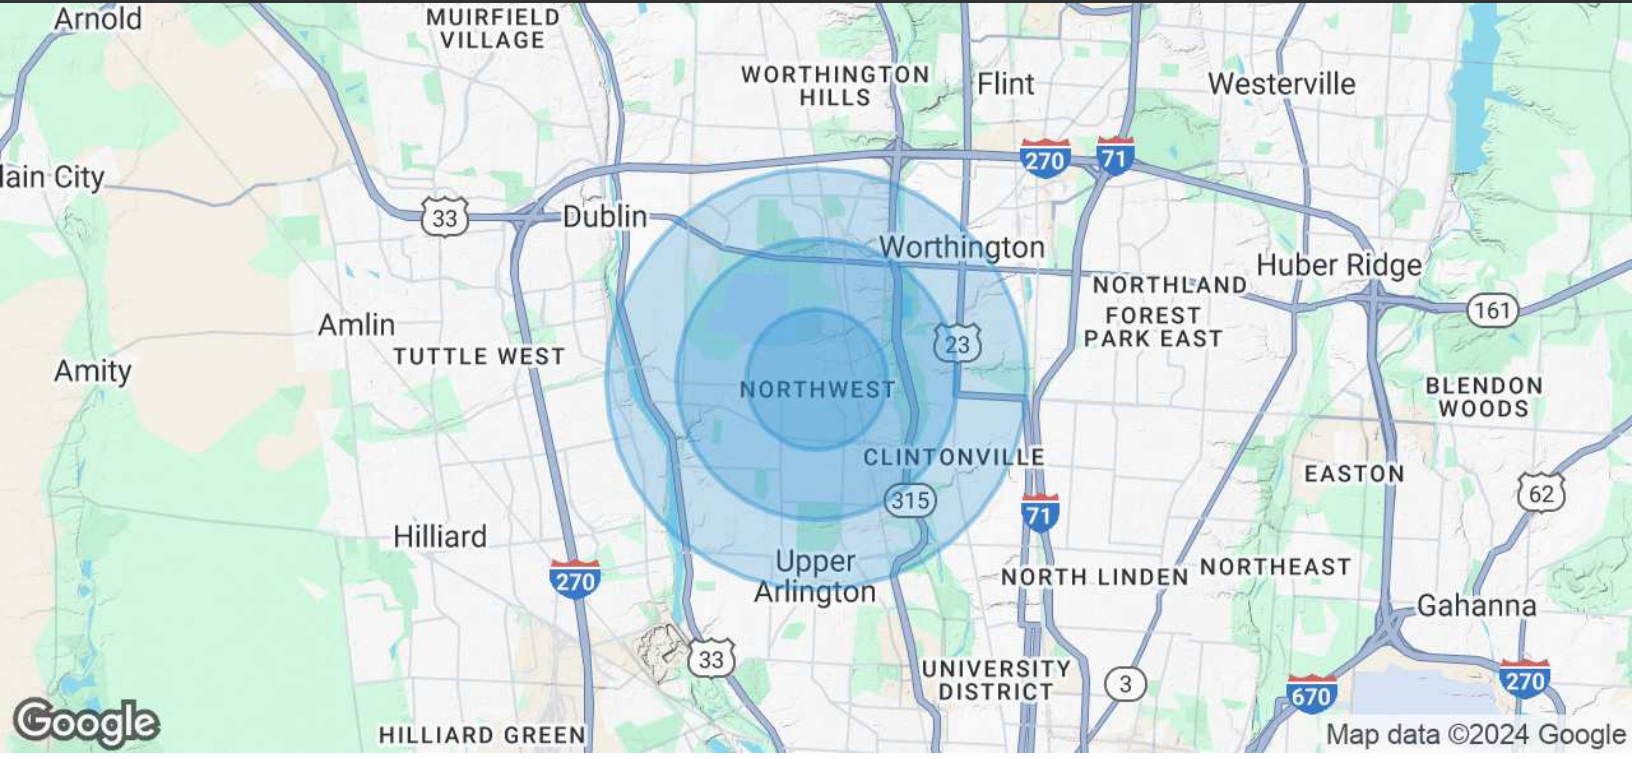 Arnold
MUIRFIELD
VILLAGE
WORTHINGTON
HILLS
Flint
Westerville
270
71
lain City
33
Dublin
Worthington
Huber Ridge
NORTHLAND
161
FOREST
PARK EAST
Amlin
23
TUTTLE WEST
Amity
NORTHWEST
BLENDON
WOODS
CLINTONVILLE
EASTON
315
62
71
Hilliard
Upper
Arlington
270
NORTH LINDEN
NORTHEAST
Gahanna
33
UNIVERSITY
DISTRICT
3
670
270
Google
HILLIARD GREEN
Map data ©2024 Google